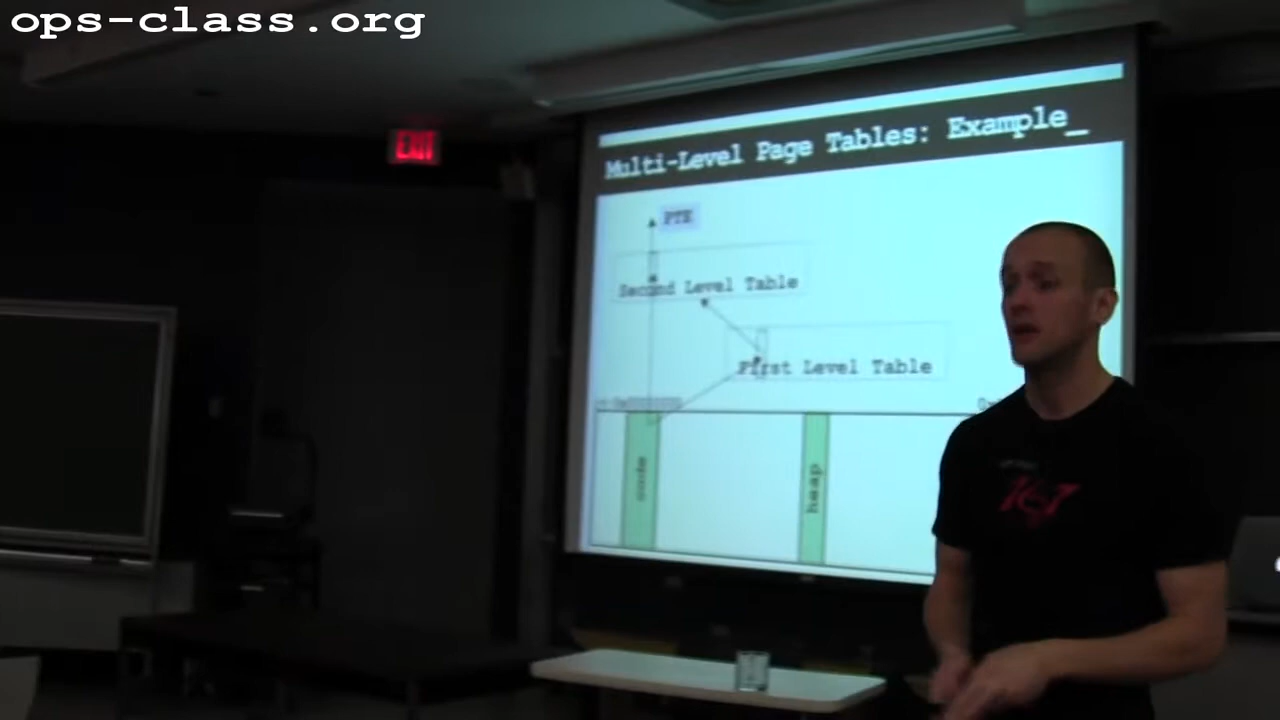 ops-class.org
EXIT
Multi-Level Page Tables: Example_
PTE
Second Level Table
First Level Table
code
heap